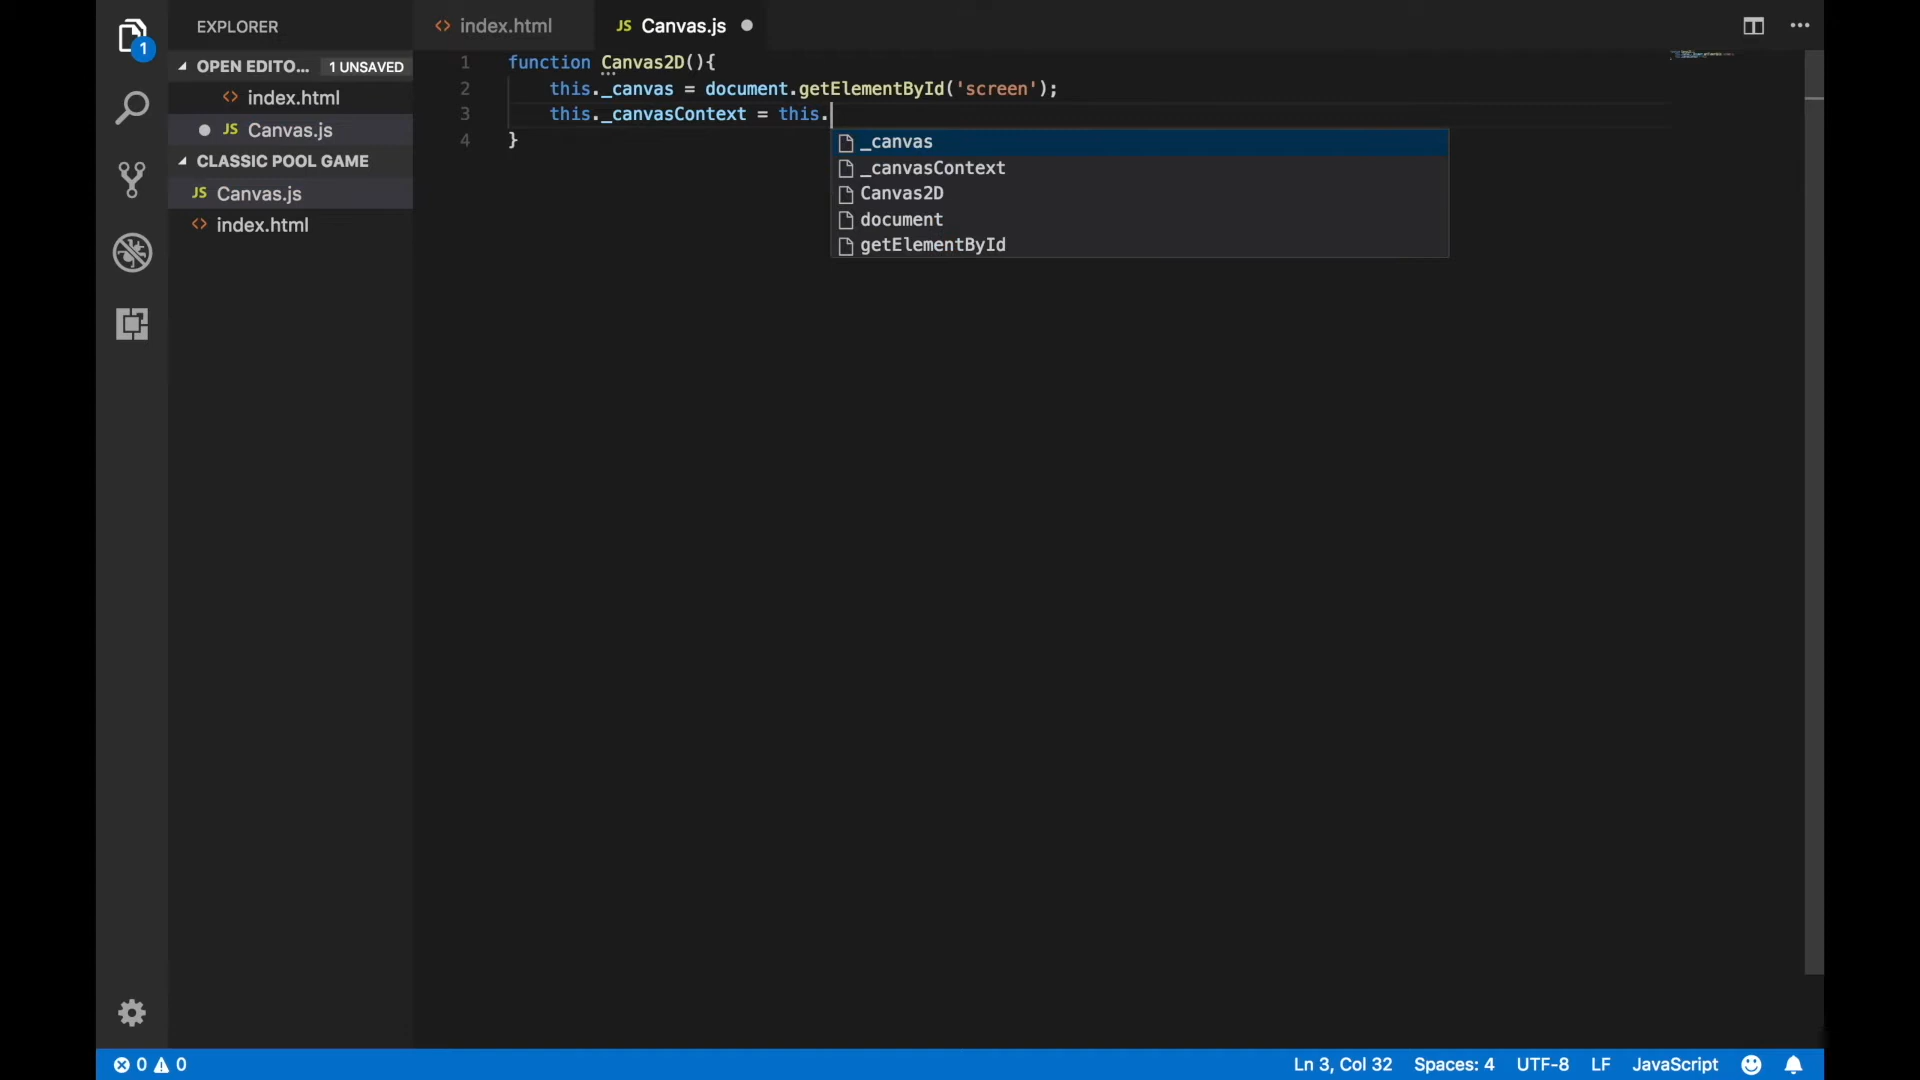 EXPLORER
1
OPEN EDITO... 1 UNSAVED
index.html
JS Canvas.js
CLASSIC POOL GAME
JS Canvas.js
index.html
index.html
JS Canvas.js
1 function Canvas2D(){
2 this._canvas = document.getElementById('screen');
3 this._canvasContext = this.
4 }
_canvas
_canvasContext
Canvas2D
document
getElementById
0 0
Ln 3, Col 32 Spaces: 4 UTF-8 LF JavaScript